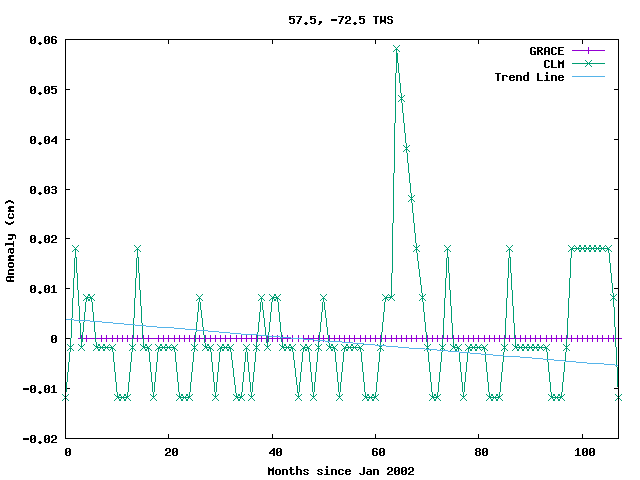 57.5, -72.5 TWS
0.06
0.05
0.04
0.03
0.02
0.01
0
-0.01
-0.02
Anomaly (cm)
GRACE
CLM
Trend Line
0 20 40 60 80 100
Months since Jan 2002